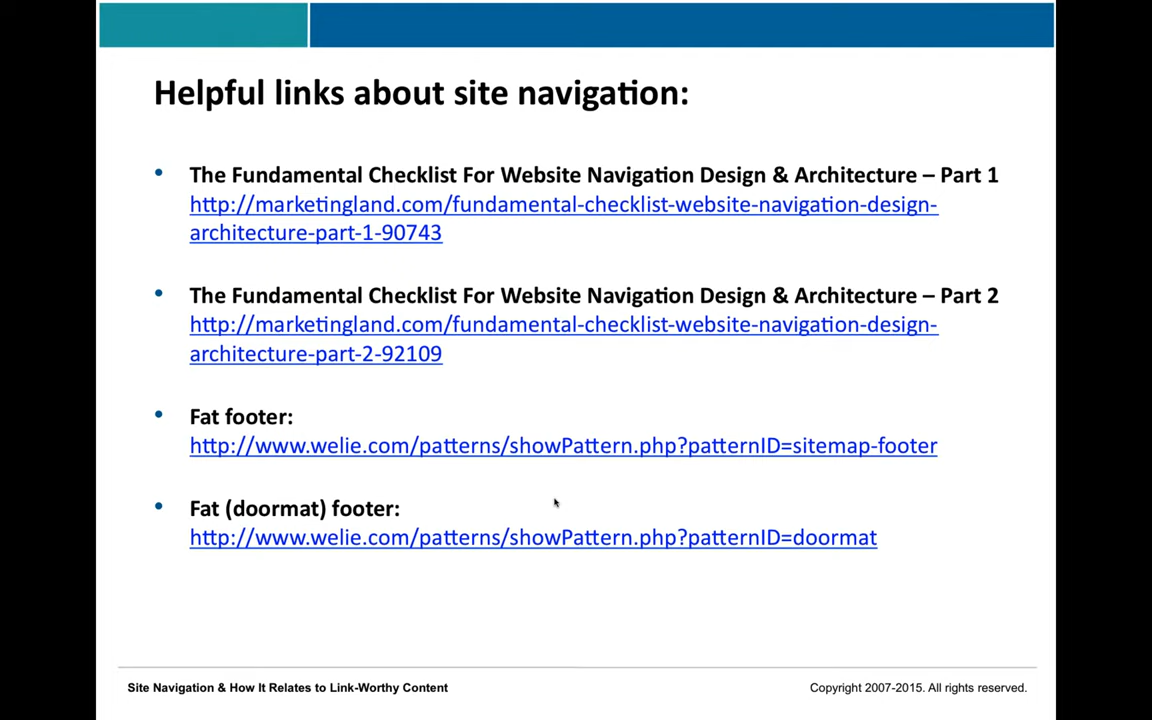 Helpful links about site navigation:
• The Fundamental Checklist For Website Navigation Design & Architecture – Part 1
http://marketingland.com/fundamental-checklist-website-navigation-design-
architecture-part-1-90743
• The Fundamental Checklist For Website Navigation Design & Architecture – Part 2
http://marketingland.com/fundamental-checklist-website-navigation-design-
architecture-part-2-92109
• Fat footer:
http://www.welie.com/patterns/showPattern.php?patternID=sitemap-footer
• Fat (doormat) footer:
http://www.welie.com/patterns/showPattern.php?patternID=doormat
Site Navigation & How It Relates to Link-Worthy Content
Copyright 2007-2015. All rights reserved.